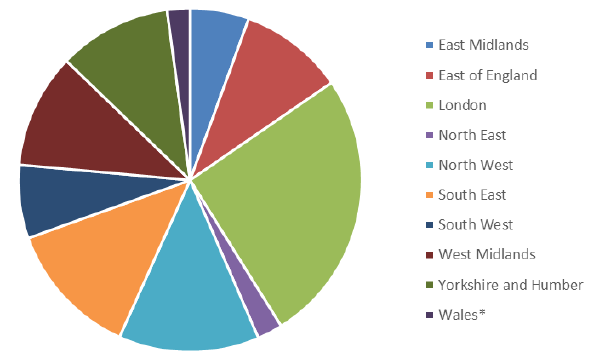 East Midlands
East of England
London
North East
North West
South East
South West
West Midlands
Yorkshire and Humber
Wales*